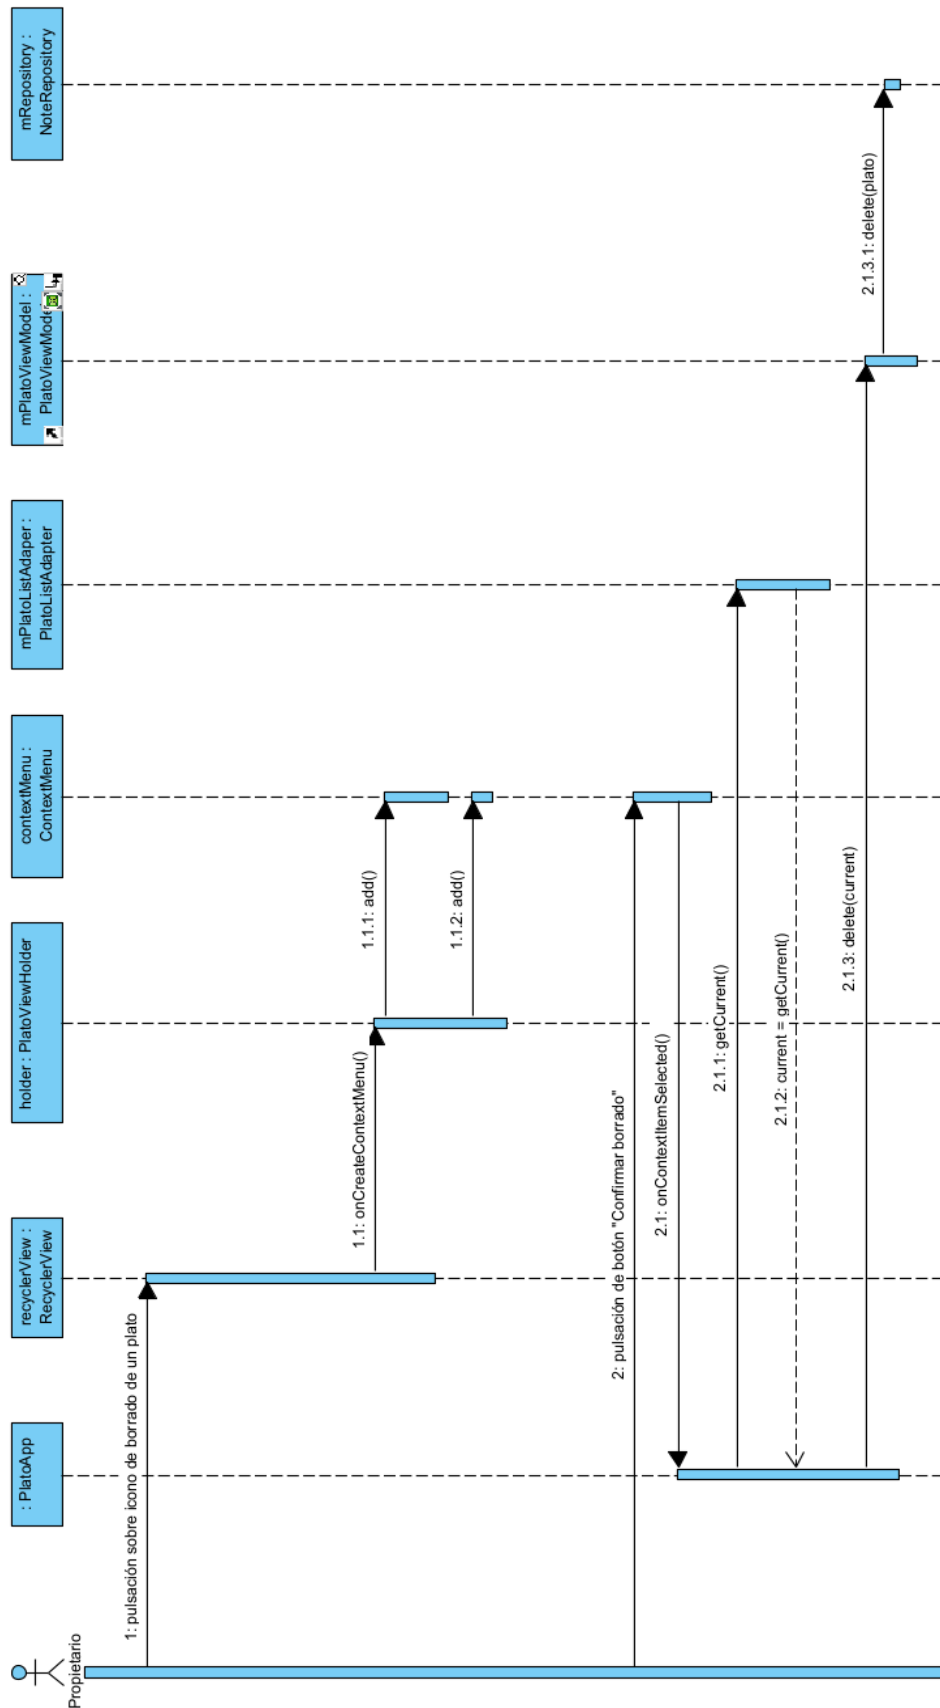 Propietario
: PlatoApp
recyclerView :
RecyclerView
holder : PlatoViewHolder
contextMenu :
ContextMenu
mPlatoListAdaper :
PlatoListAdapter
mPlatoViewModel :
PlatoViewMode
mRepository :
NoteRepository
1: pulsación sobre icono de borrado de un plato
1.1: onCreateContextMenu()
1.1.1: add()
1.1.2: add()
2: pulsación de botón "Confirmar borrado"
2.1: onContextItemSelected()
2.1.1: getCurrent()
2.1.2: current = getCurrent()
2.1.3: delete(current)
2.1.3.1: delete(plato)